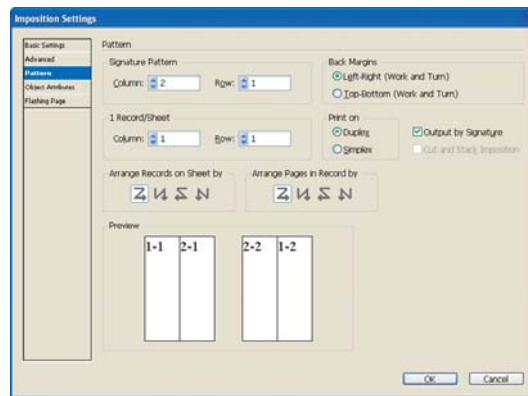 Imposition Settings
Basic Settings
Advanced
Pattern
Object Attributes
Flashing Page
Pattern
Signature Pattern
Column: 2 Row: 1
Back Margins
Left-Right (Work and Turn)
Top-Bottom (Work and Turn)
1 Record/Sheet
Column: 1 Row: 1
Print on
Duplex
Simplex
Output by Signature
Cut and Stack Imposition
Arrange Records on Sheet by
Arrange Pages in Record by
Preview
1-1 2-1 2-2 1-2
OK Cancel